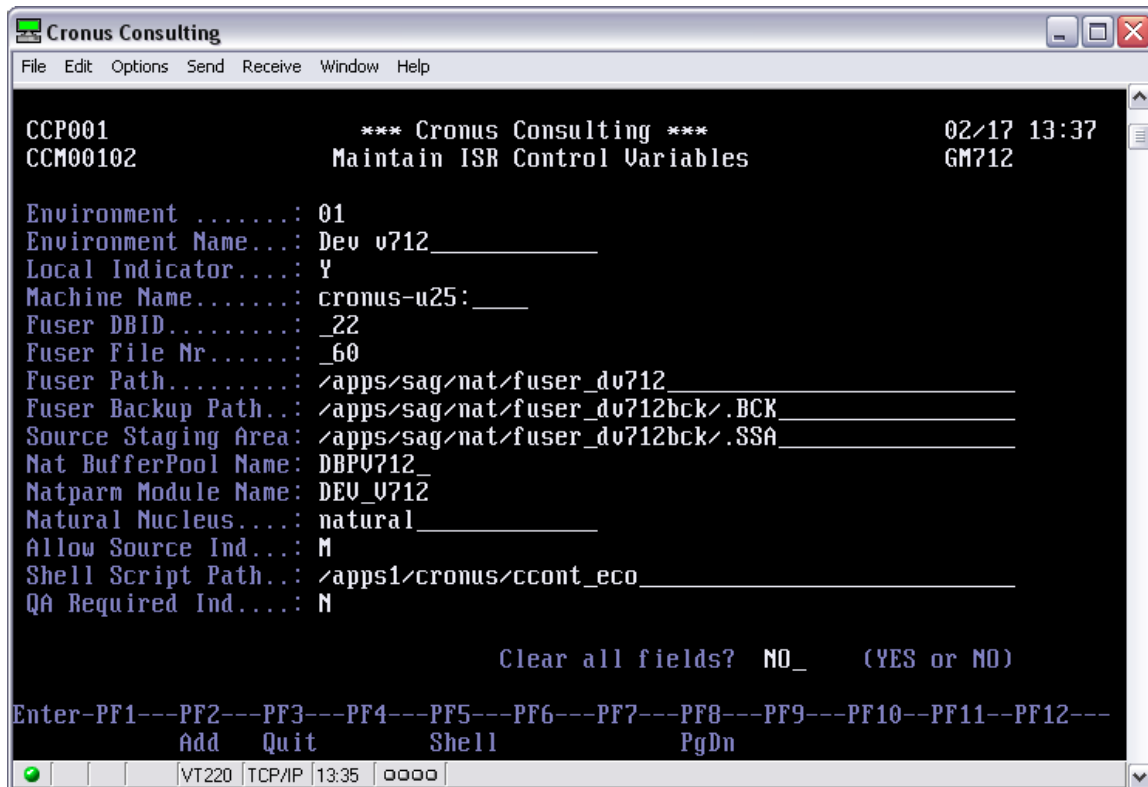 Cronus Consulting
File Edit Options Send Receive Window Help
CCP001 *** Cronus Consulting *** 02/17 13:37
CCM00102 Maintain ISR Control Variables GM712
Environment .......: 01
Environment Name...: Dev v712____________
Local Indicator....: Y
Machine Name.......: cronus-u25:____
Fuser DBID.........: _22
Fuser File Nr......: _60
Fuser Path.........: /apps/sag/nat/fuser_dv712_________________________
Fuser Backup Path..: /apps/sag/nat/fuser_dv712bck/.BCK_________________
Source Staging Area: /apps/sag/nat/fuser_dv712bck/.SSA_________________
Nat BufferPool Name: DBPV712_
Natparm Module Name: DEV_V712
Natural Nucleus....: natural_____________
Allow Source Ind...: M
Shell Script Path..: /apps1/cronus/ccont_eco___________________________
QA Required Ind....: N
Clear all fields? NO_ (YES or NO)
Enter-PF1---PF2---PF3---PF4---PF5---PF6---PF7---PF8---PF9---PF10--PF11--PF12---
Add Quit Shell PgDn
VT220 TCP/IP 13:35